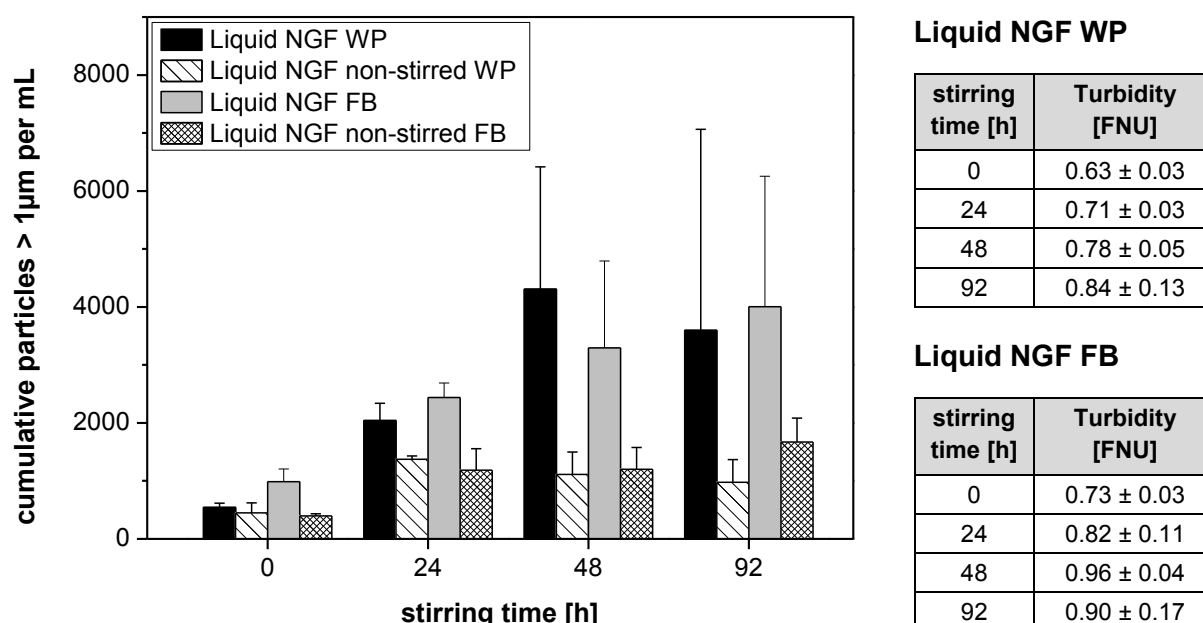 Liquid NGF WP
Liquid NGF non-stirred WP
Liquid NGF FB
Liquid NGF non-stirred FB
cumulative particles > 1µm per mL
8000
6000
4000
2000
0
0 24 48 92
stirring time [h]
Liquid NGF WP
stirring time [h] Turbidity [FNU]
0 0.63 ± 0.03
24 0.71 ± 0.03
48 0.78 ± 0.05
92 0.84 ± 0.13
Liquid NGF FB
stirring time [h] Turbidity [FNU]
0 0.73 ± 0.03
24 0.82 ± 0.11
48 0.96 ± 0.04
92 0.90 ± 0.17